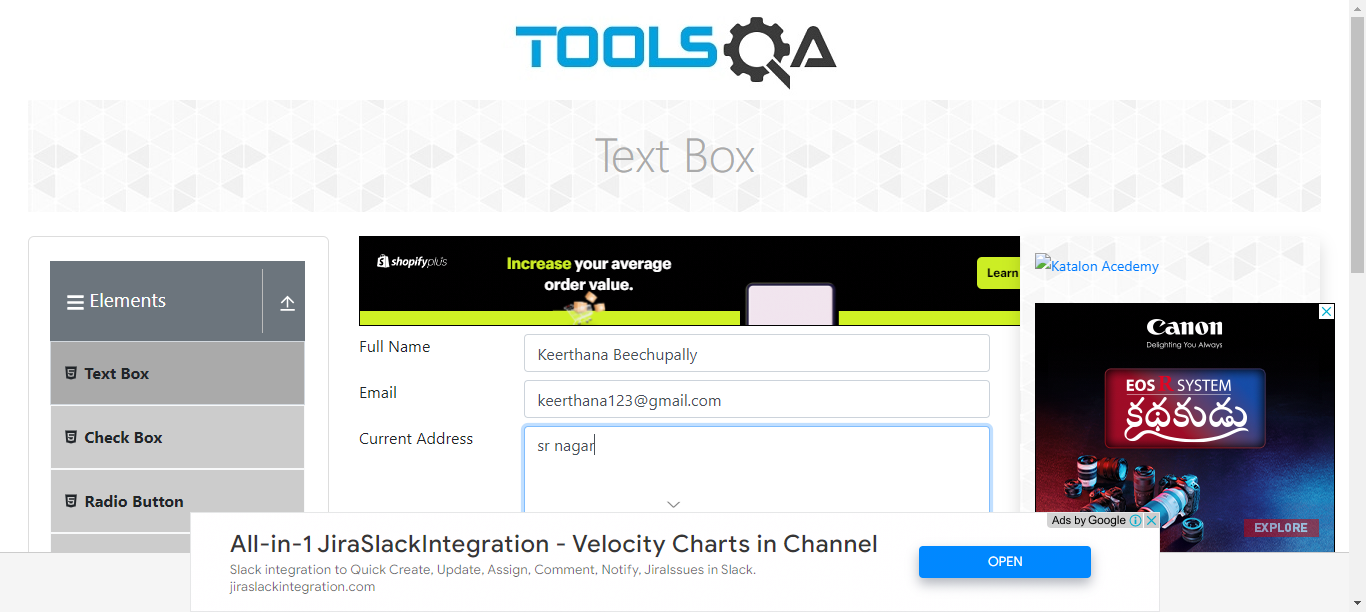 TOOLSQA
Text Box
Elements
Text Box
Check Box
Radio Button
shopify plus
Increase your average
order value.
Learn
Full Name
Keerthana Beechupally
Email
keerthana123@gmail.com
Current Address
sr nagar
Katalon Acedemy
Canon
Delighting You Always
EOS R SYSTEM
కథకుడు
EXPLORE
Ads by Google
All-in-1 JiraSlackIntegration - Velocity Charts in Channel
Slack integration to Quick Create, Update, Assign, Comment, Notify, JiraIssues in Slack.
jiraslackintegration.com
OPEN